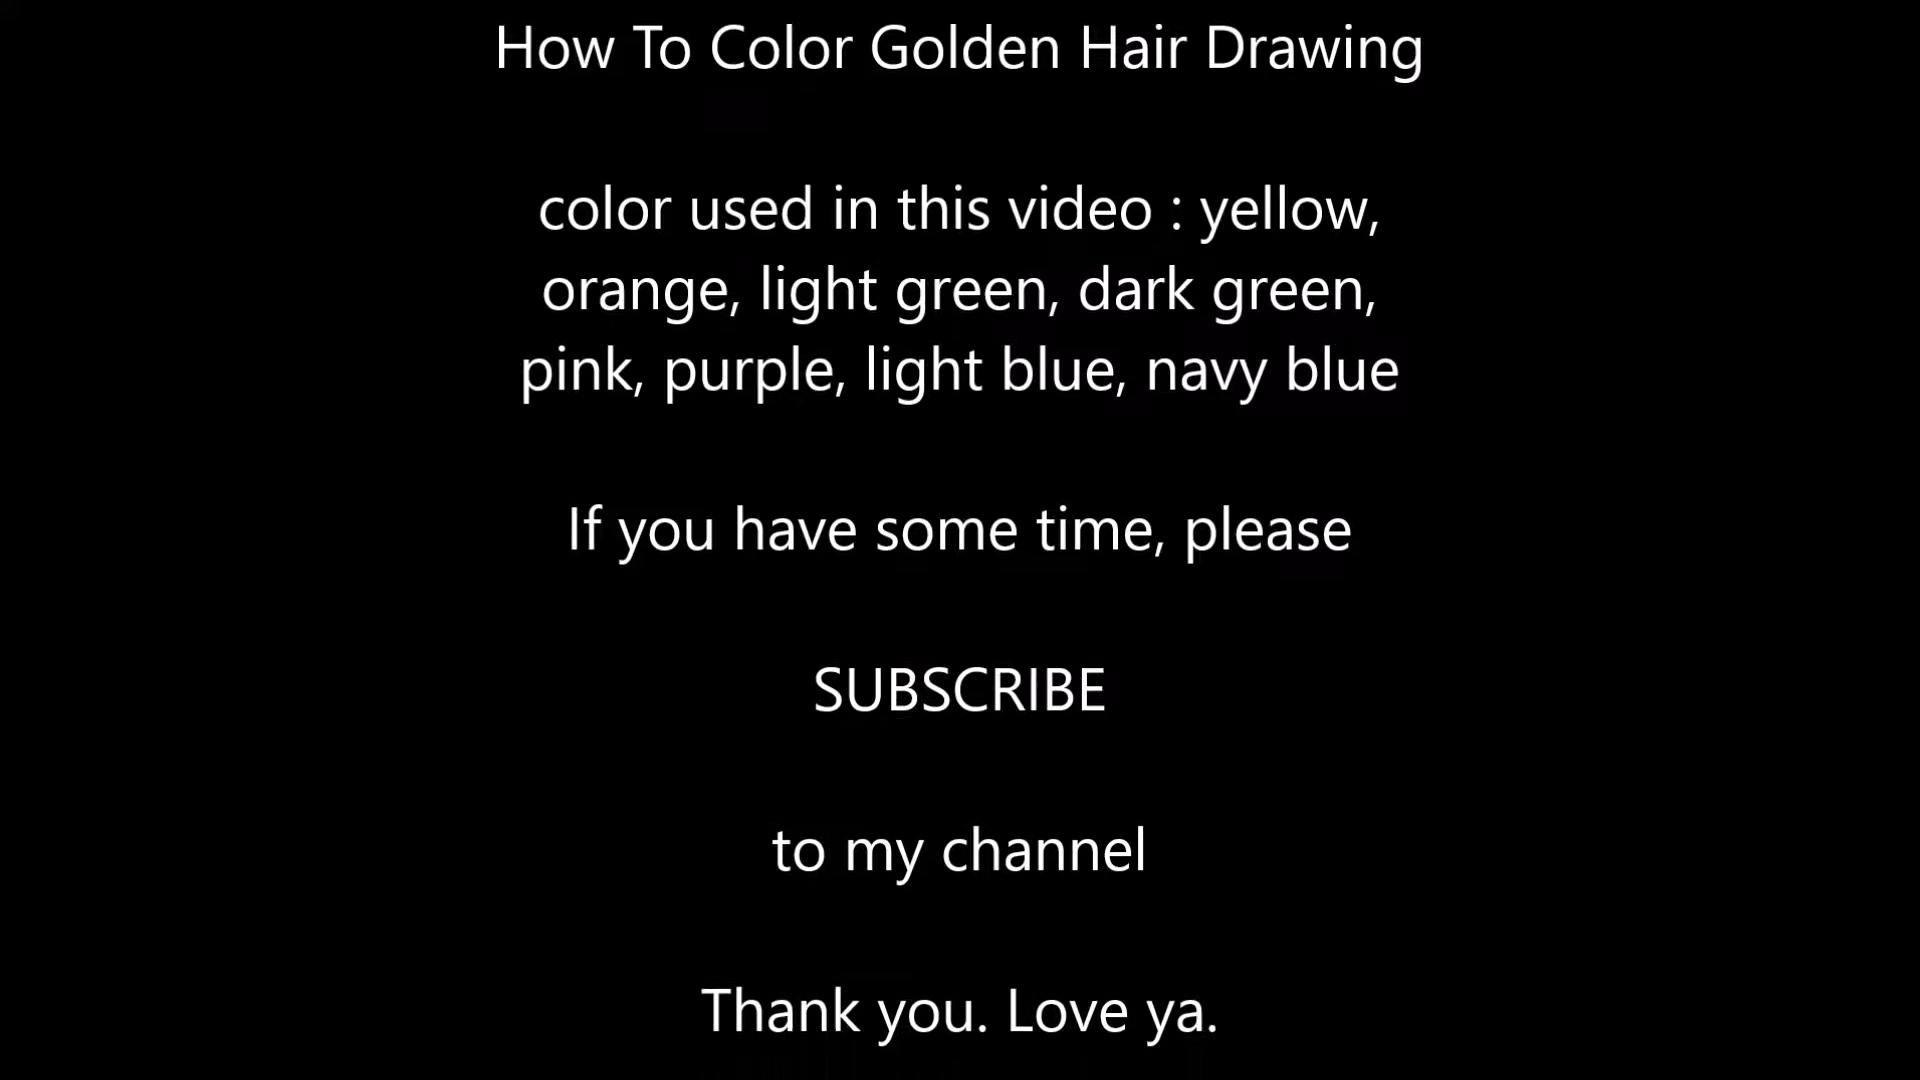 How To Color Golden Hair Drawing
color used in this video : yellow,
orange, light green, dark green,
pink, purple, light blue, navy blue
If you have some time, please
SUBSCRIBE
to my channel
Thank you. Love ya.